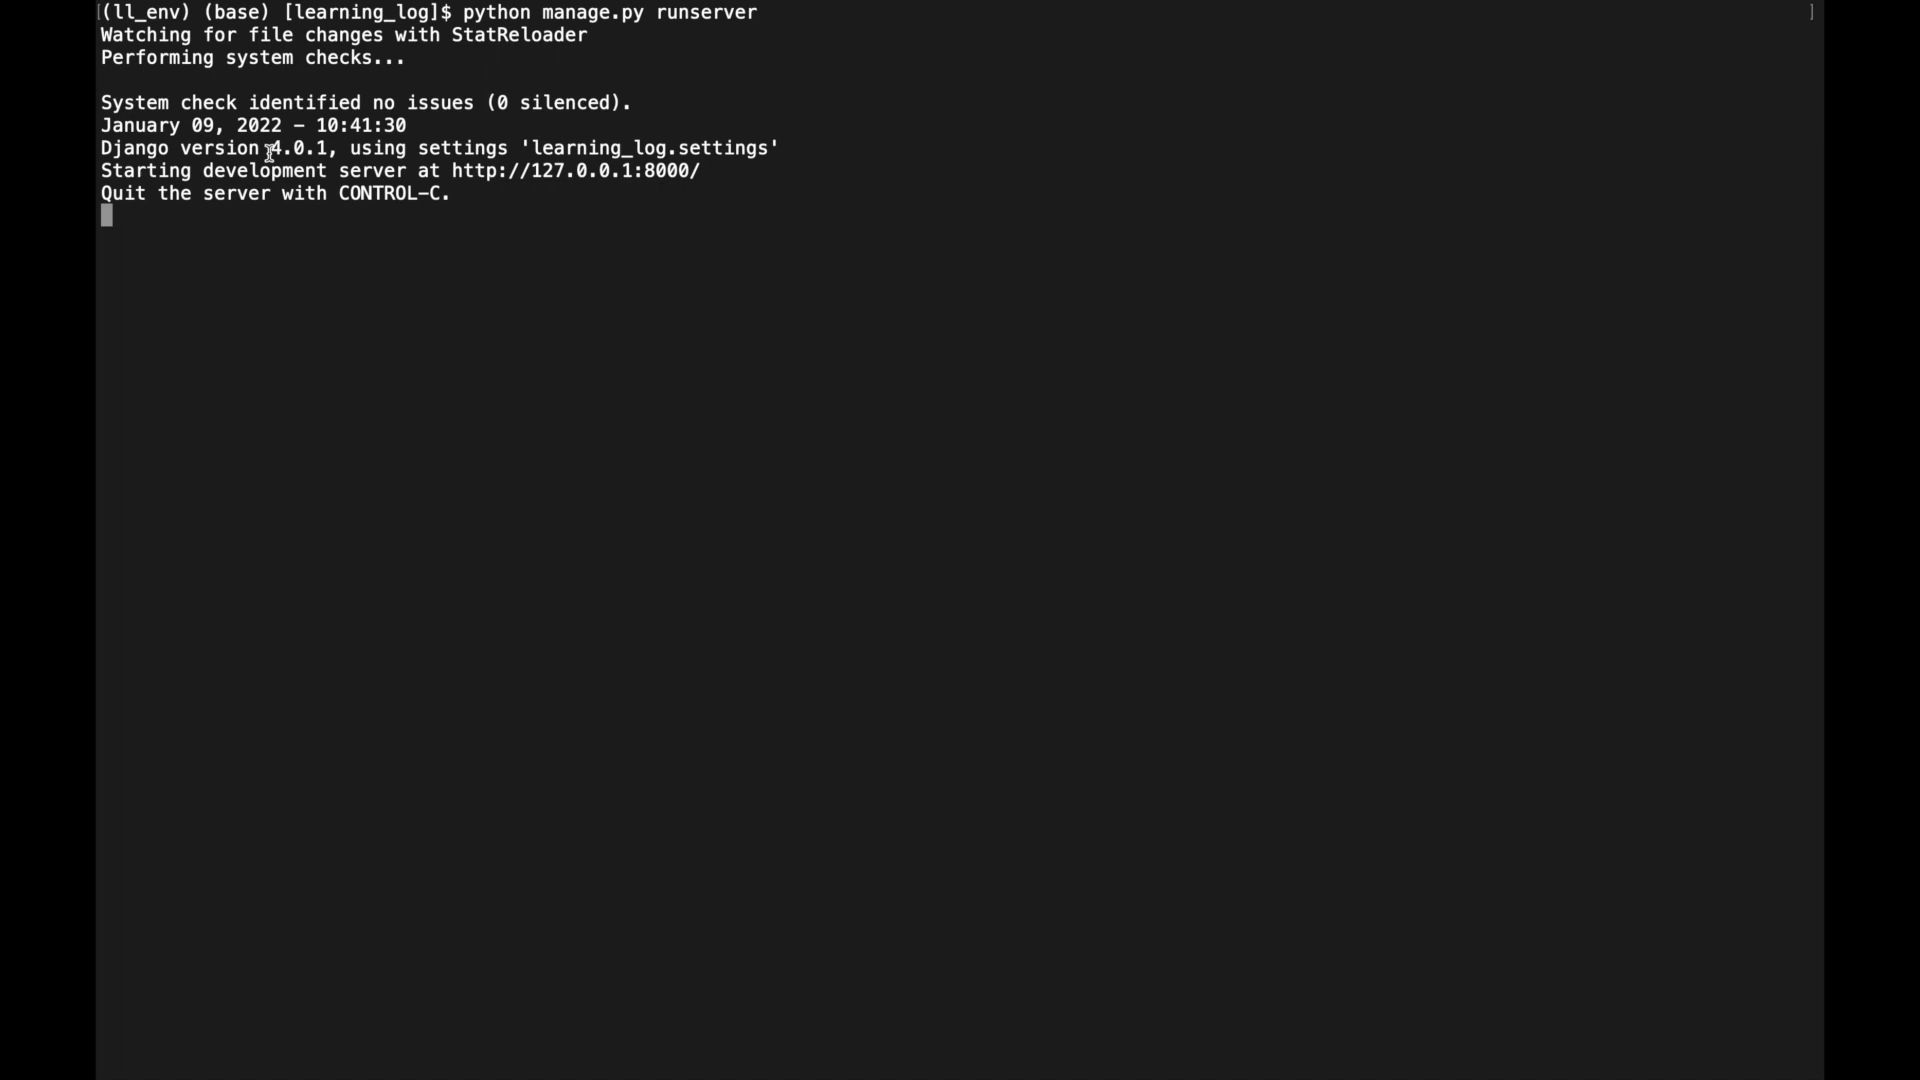 [(ll_env) (base) [learning_log]$ python manage.py runserver ]
Watching for file changes with StatReloader
Performing system checks...
System check identified no issues (0 silenced).
January 09, 2022 - 10:41:30
Django version 4.0.1, using settings 'learning_log.settings'
Starting development server at http://127.0.0.1:8000/
Quit the server with CONTROL-C.